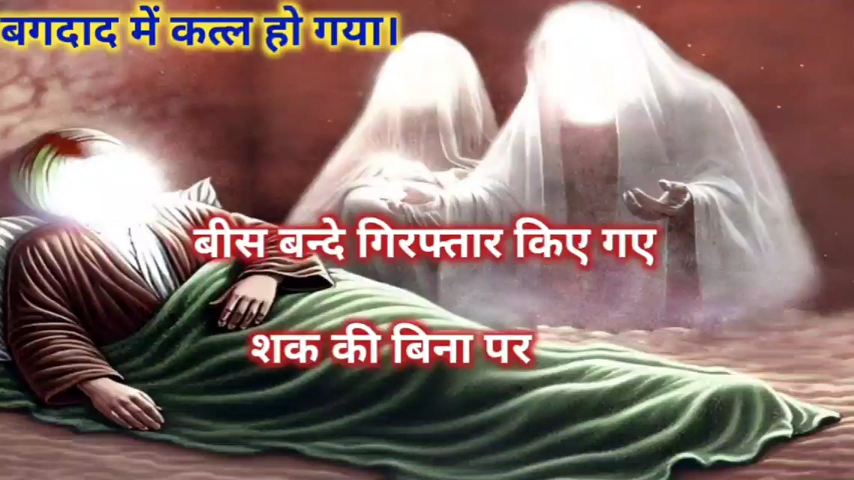 बगदाद में कत्ल हो गया।
बीस बन्दे गिरफ्तार किए गए
शक की बिना पर